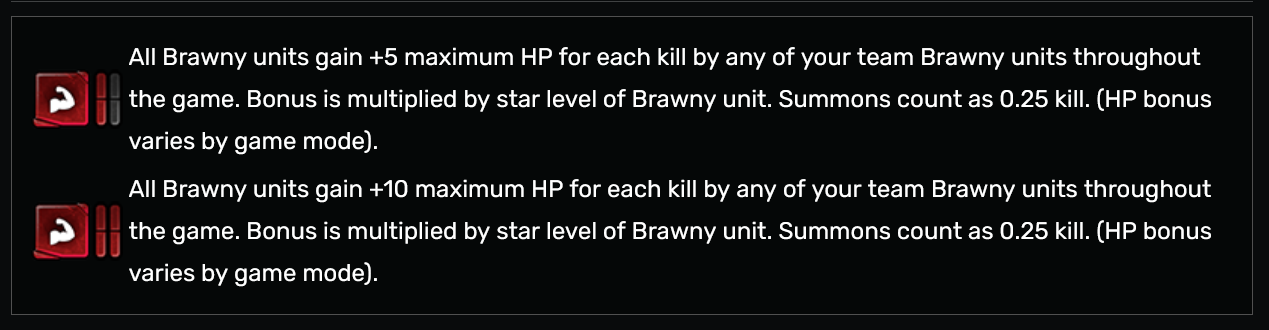 All Brawny units gain +5 maximum HP for each kill by any of your team Brawny units throughout
the game. Bonus is multiplied by star level of Brawny unit. Summons count as 0.25 kill. (HP bonus
varies by game mode).
All Brawny units gain +10 maximum HP for each kill by any of your team Brawny units throughout
the game. Bonus is multiplied by star level of Brawny unit. Summons count as 0.25 kill. (HP bonus
varies by game mode).